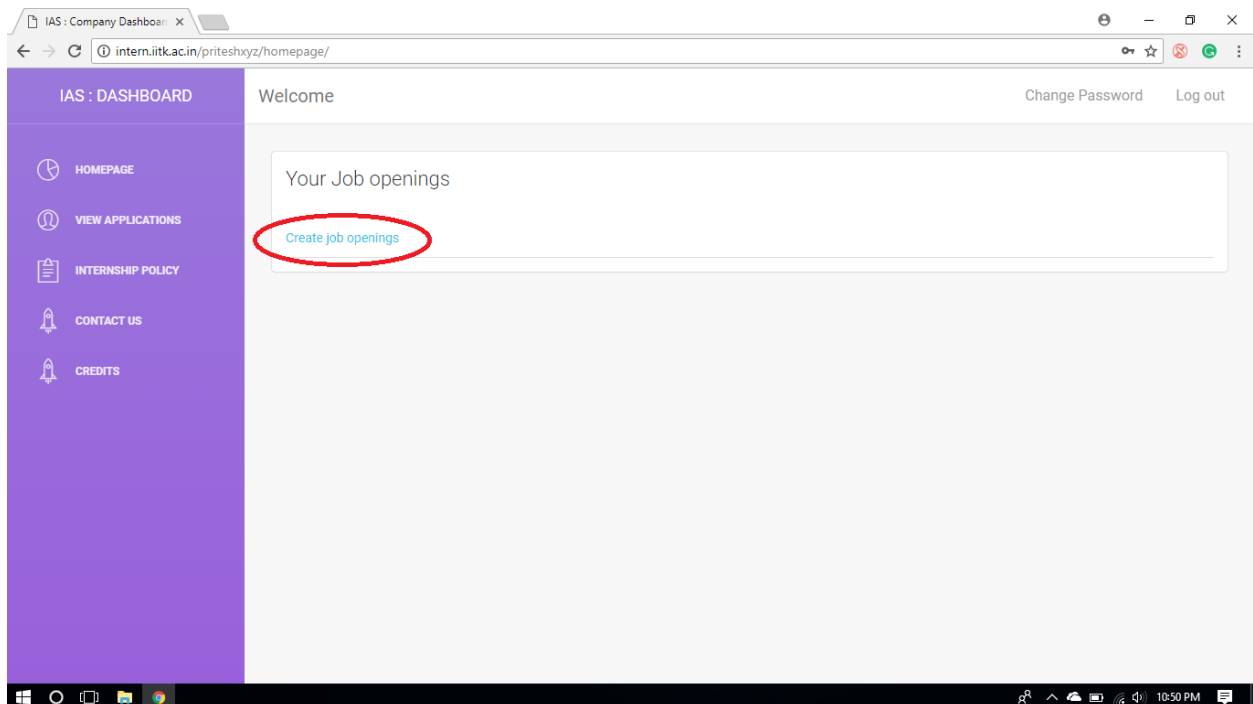 IAS : Company Dashboar
intern.iitk.ac.in/priteshxyz/homepage/
IAS : DASHBOARD
Welcome
Change Password
Log out
HOMEPAGE
VIEW APPLICATIONS
INTERNSHIP POLICY
CONTACT US
CREDITS
Your Job openings
Create job openings
10:50 PM